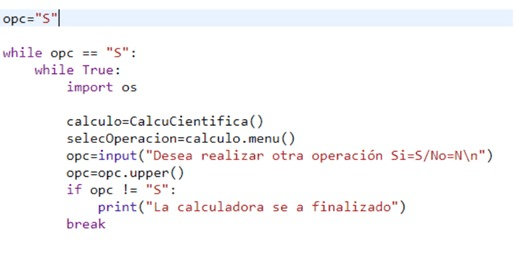 opc="S"
while opc == "S":
    while True:
        import os
        calculo=CalcuCientifica()
        selecOperacion=calculo.menu()
        opc=input("Desea realizar otra operación Si=S/No=N\n")
        opc=opc.upper()
        if opc != "S":
            print("La calculadora se a finalizado")
        break